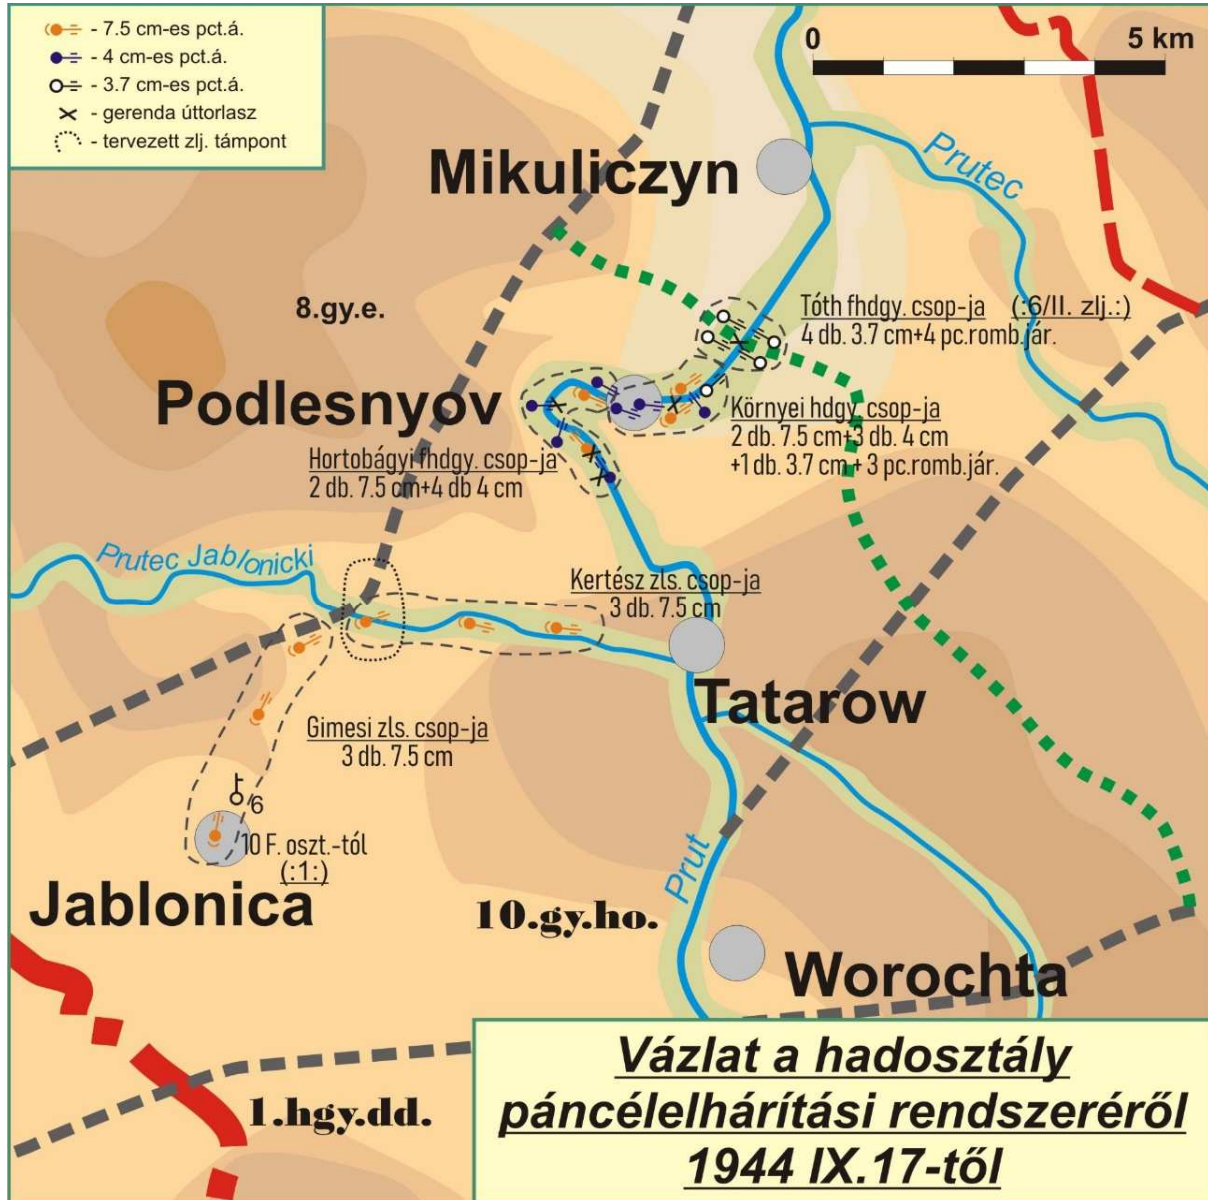 - 7.5 cm-es pct.á.
- 4 cm-es pct.á.
- 3.7 cm-es pct.á.
- gerenda úttorlasz
- tervezett zlj. támpont
0 5 km
Mikuliczyn
Prutec
8.gy.e.
Tóth fhdgy. csop-ja (:6/II. zlj.:)
4 db. 3.7 cm+4 pc.romb.jár.
Podlesnyov
Környei hdgy. csop-ja
2 db. 7.5 cm+3 db. 4 cm
+1 db. 3.7 cm + 3 pc.romb.jár.
Hortobágyi fhdgy. csop-ja
2 db. 7.5 cm+4 db 4 cm
Prutec Jablonicki
Kertész zls. csop-ja
3 db. 7.5 cm
Tatarow
Gimesi zls. csop-ja
3 db. 7.5 cm
6
10 F. oszt.-tól
(:1:)
Jablonica
Prut
10.gy.ho.
Worochta
1.hgy.dd.
Vázlat a hadosztály
páncélelhárítási rendszeréről
1944 IX.17-től